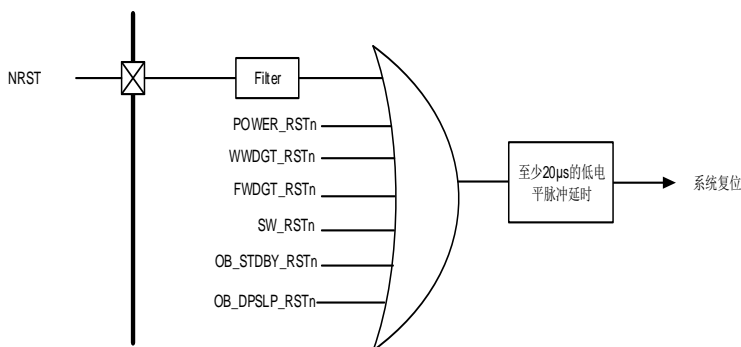 NRST
Filter
POWER_RSTn
WWDGT_RSTn
FWDGT_RSTn
SW_RSTn
OB_STDBY_RSTn
OB_DPSLP_RSTn
至少20μs的低电
平脉冲延时
系统复位